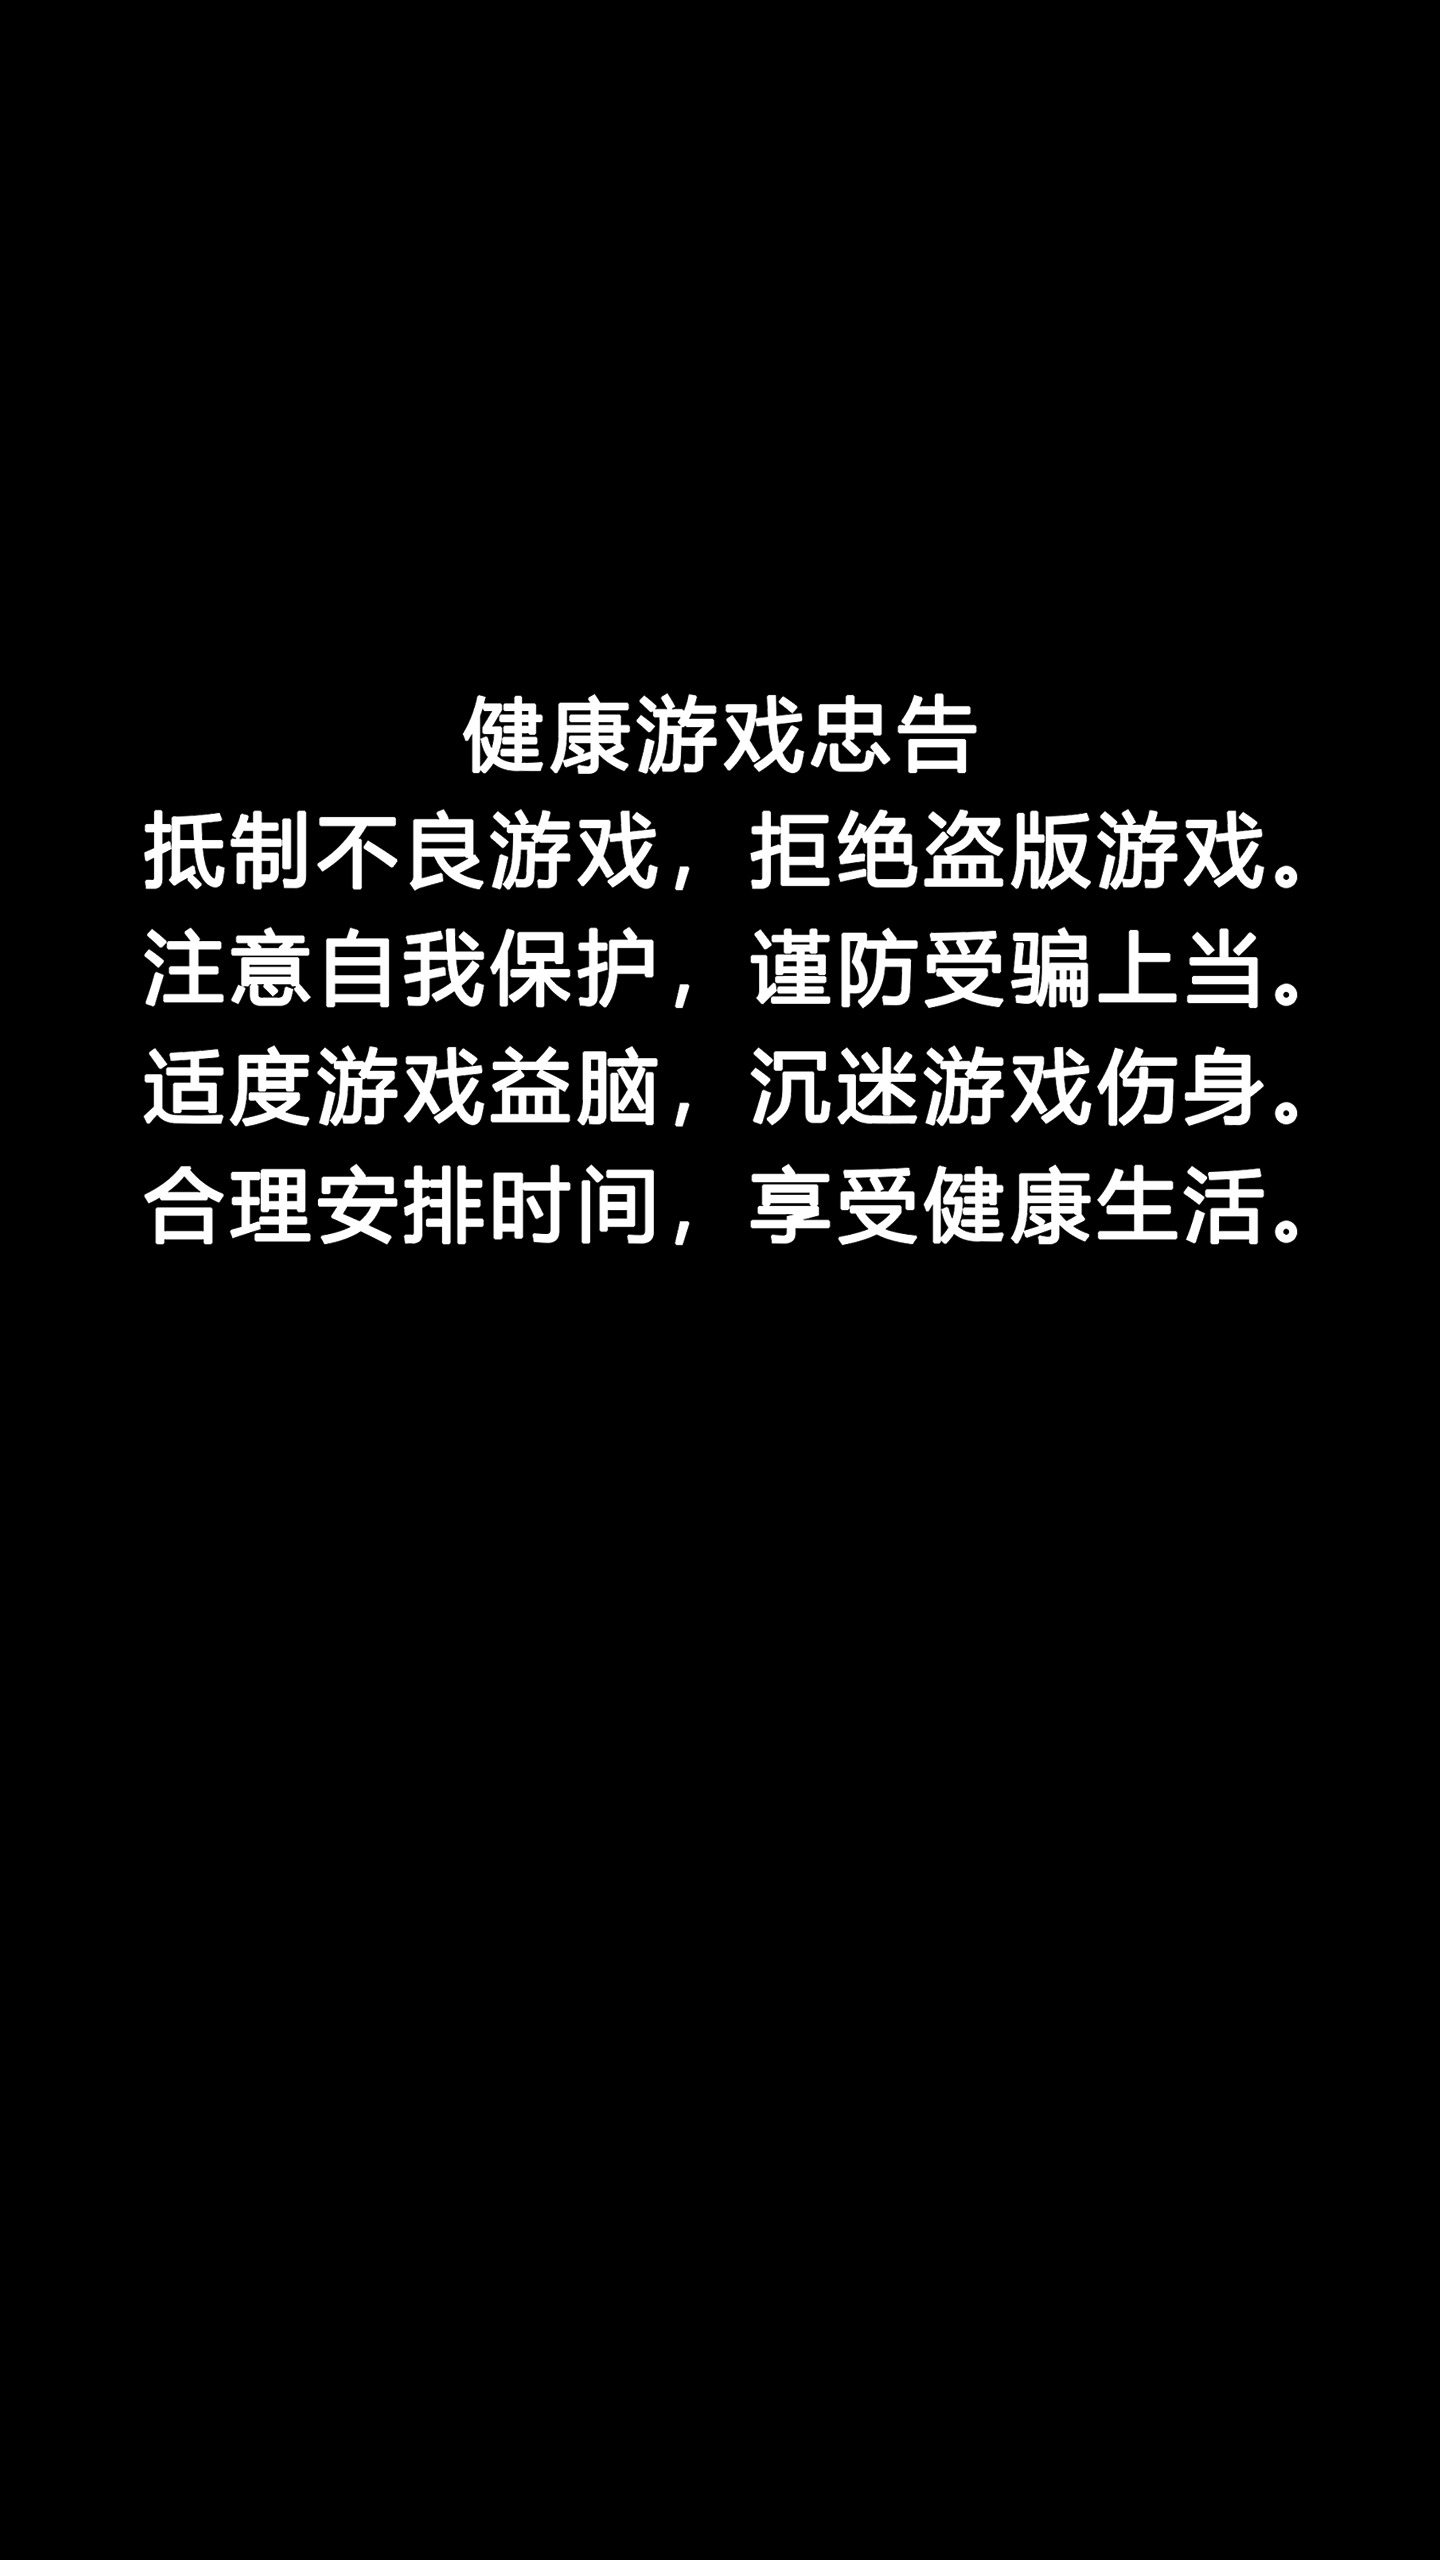 健康游戏忠告
抵制不良游戏，拒绝盗版游戏。
注意自我保护，谨防受骗上当。
适度游戏益脑，沉迷游戏伤身。
合理安排时间，享受健康生活。